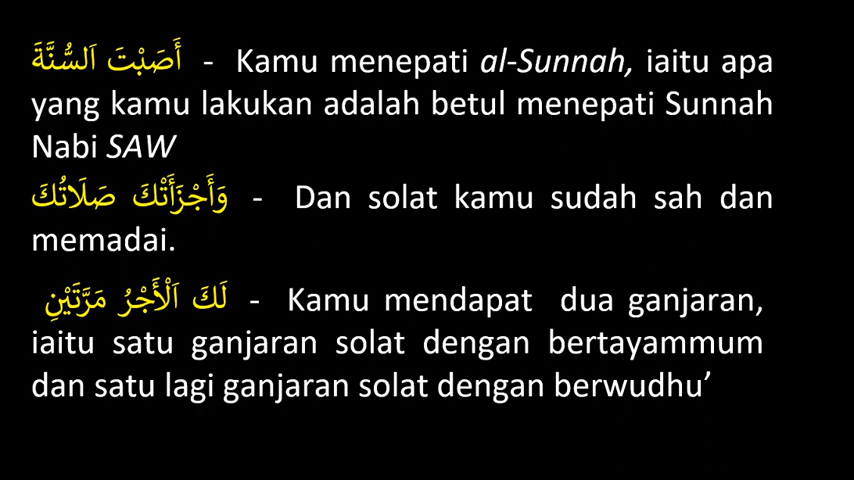 أَصَبْتَ اَلسُّنَّةَ - Kamu menepati al-Sunnah, iaitu apa
yang kamu lakukan adalah betul menepati Sunnah
Nabi SAW
وَأَجْزَأَتْكَ صَلَاتُكَ - Dan solat kamu sudah sah dan
memadai.
لَكَ اَلْأَجْرُ مَرَّتَيْنِ - Kamu mendapat dua ganjaran,
iaitu satu ganjaran solat dengan bertayammum
dan satu lagi ganjaran solat dengan berwudhu’